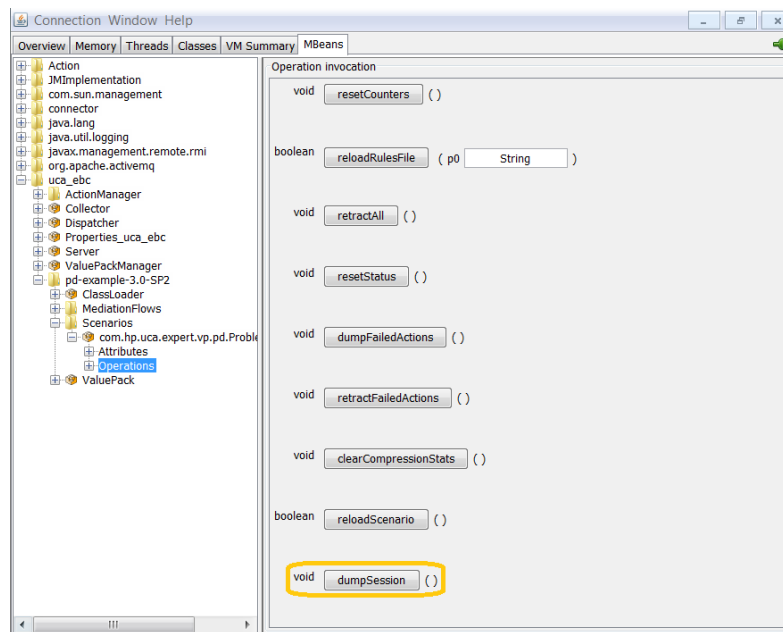 Connection Window Help
Overview Memory Threads Classes VM Summary MBeans
Action
JMImplementation
com.sun.management
connector
java.lang
java.util.logging
javax.management.remote.rmi
org.apache.activemq
uca_ebc
ActionManager
Collector
Dispatcher
Properties_uca_ebc
Server
ValuePackManager
pd-example-3.0-SP2
ClassLoader
MediationFlows
Scenarios
com.hp.uca.expert.vp.pd.Proble
Attributes
Operations
ValuePack
Operation invocation
void resetCounters ( )
boolean reloadRulesFile ( p0 String )
void retractAll ( )
void resetStatus ( )
void dumpFailedActions ( )
void retractFailedActions ( )
void clearCompressionStats ( )
boolean reloadScenario ( )
void dumpSession ( )